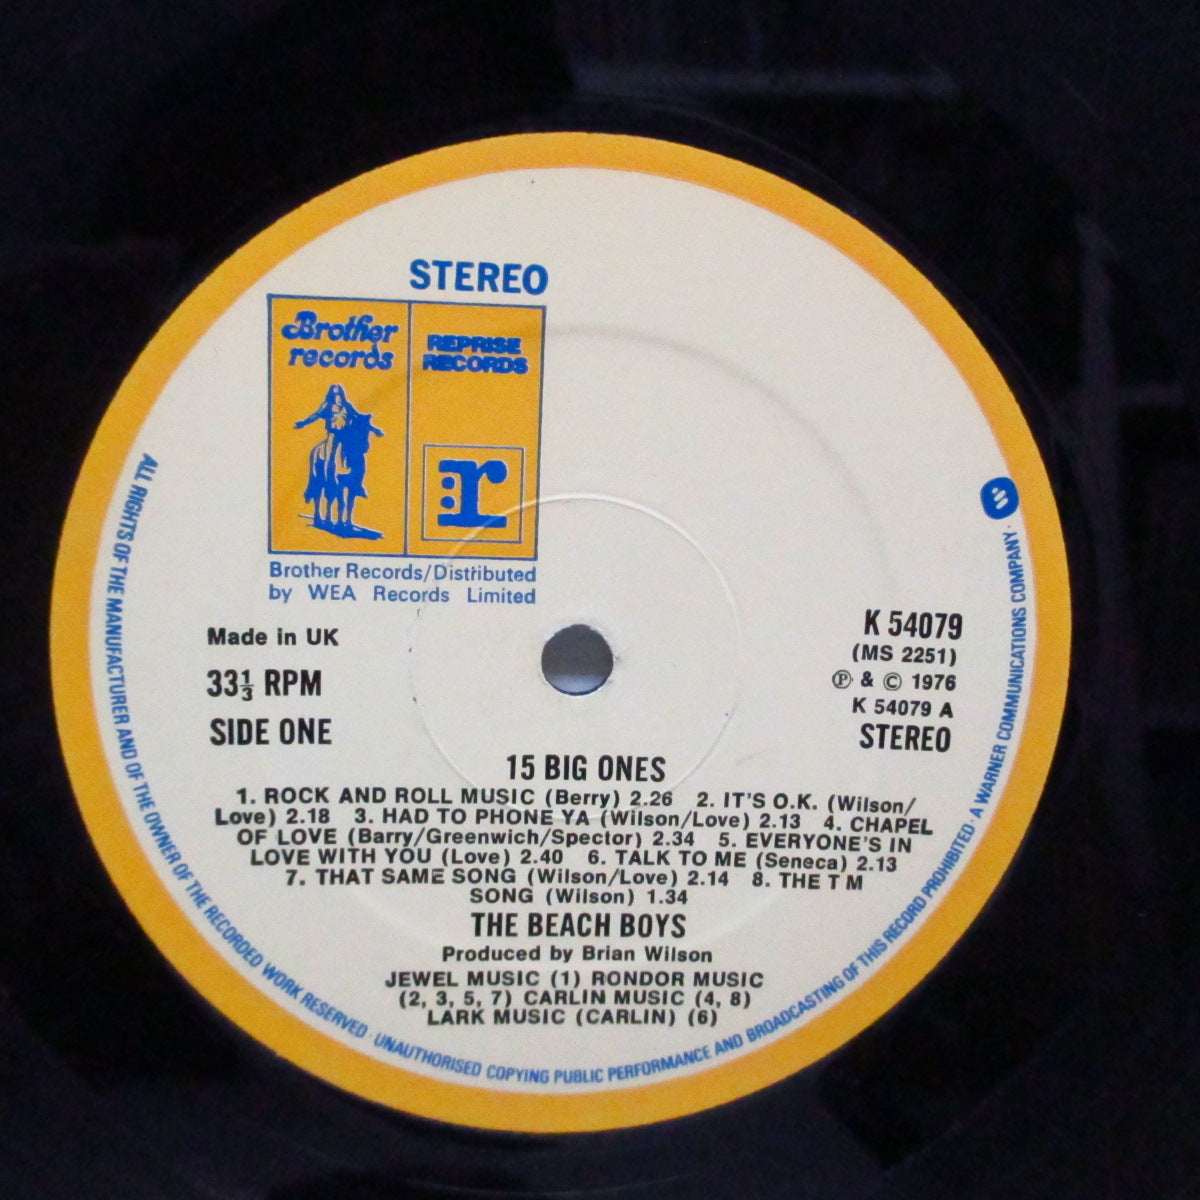 STEREO
Brother
records
REPRISE
RECORDS
r
Brother Records/Distributed
by WEA Records Limited
Made in UK
33⅓ RPM
SIDE ONE
K 54079
(MS 2251)
Ⓟ & © 1976
K 54079 A
STEREO
15 BIG ONES
1. ROCK AND ROLL MUSIC (Berry) 2.26 2. IT'S O.K. (Wilson/
Love) 2.18 3. HAD TO PHONE YA (Wilson/Love) 2.13 4. CHAPEL
OF LOVE (Barry/Greenwich/Spector) 2.34 5. EVERYONE'S IN
LOVE WITH YOU (Love) 2.40 6. TALK TO ME (Seneca) 2.13
7. THAT SAME SONG (Wilson/Love) 2.14 8. THE T M
SONG (Wilson) 1.34
THE BEACH BOYS
Produced by Brian Wilson
JEWEL MUSIC (1) RONDOR MUSIC
(2, 3, 5, 7) CARLIN MUSIC (4, 8)
LARK MUSIC (CARLIN) (6)
ALL RIGHTS OF THE MANUFACTURER AND OF THE OWNER OF THE RECORDED WORK RESERVED · UNAUTHORISED COPYING PUBLIC PERFORMANCE AND BROADCASTING OF THIS RECORD PROHIBITED · A WARNER COMMUNICATIONS COMPANY ·